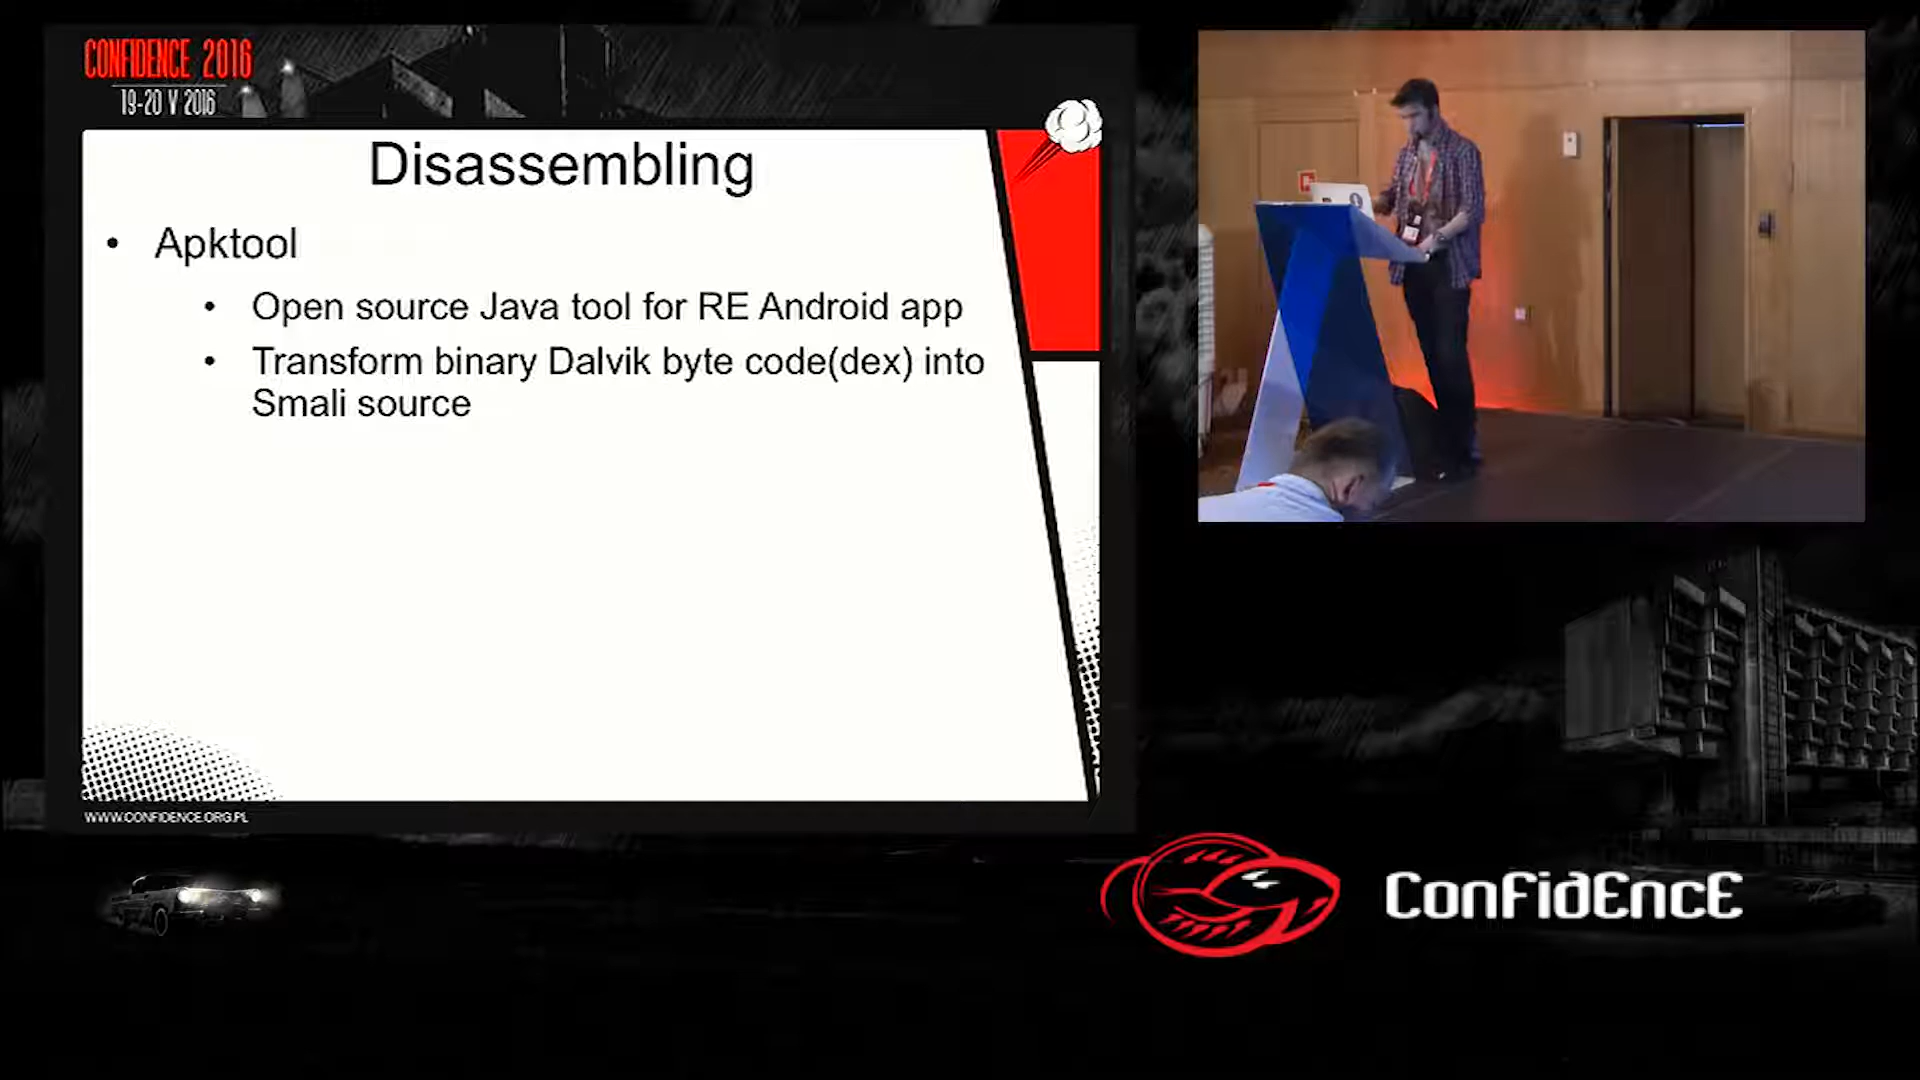 CONFIDENCE 2016
19-20 V 2016
Disassembling
• Apktool
• Open source Java tool for RE Android app
• Transform binary Dalvik byte code(dex) into
Smali source
WWW.CONFIDENCE.ORG.PL
ConFidEncE